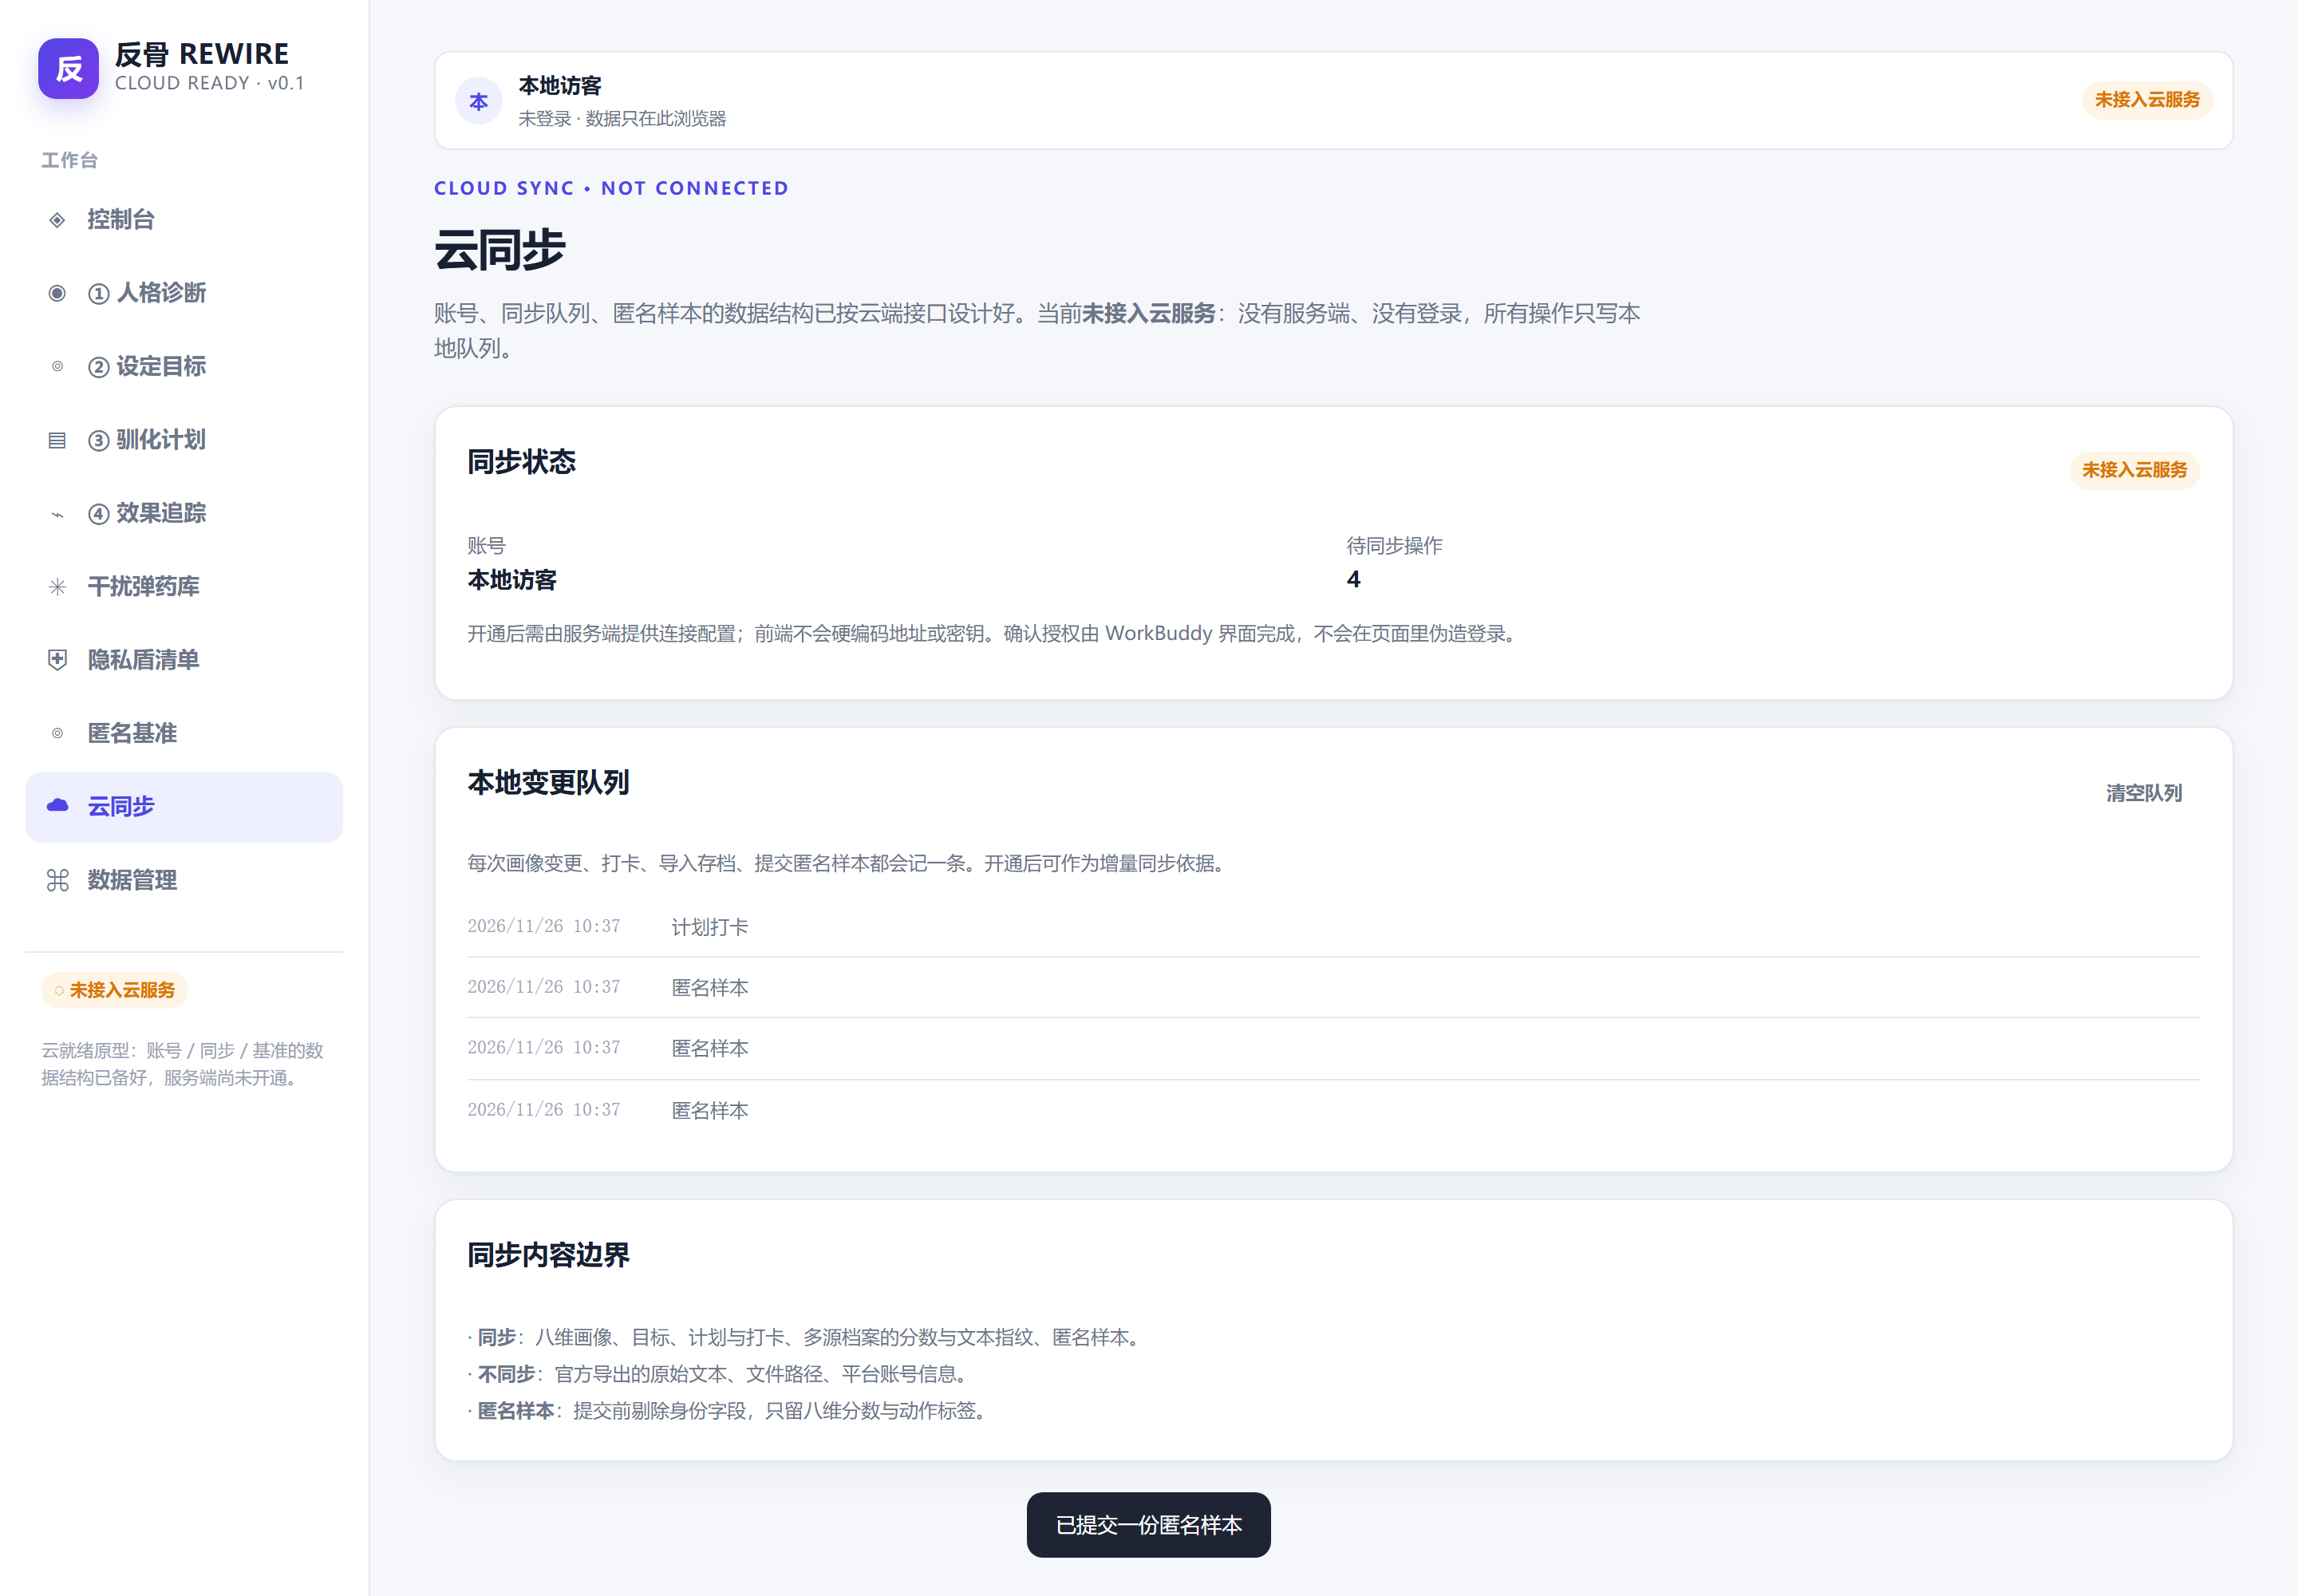 反
反骨 REWIRE
CLOUD READY · v0.1
工作台
控制台
① 人格诊断
② 设定目标
③ 驯化计划
④ 效果追踪
干扰弹药库
隐私盾清单
匿名基准
云同步
数据管理
未接入云服务
云就绪原型：账号 / 同步 / 基准的数
据结构已备好，服务端尚未开通。
本
本地访客
未登录 · 数据只在此浏览器
未接入云服务
CLOUD SYNC • NOT CONNECTED
云同步
账号、同步队列、匿名样本的数据结构已按云端接口设计好。当前未接入云服务：没有服务端、没有登录，所有操作只写本
地队列。
同步状态
未接入云服务
账号
待同步操作
本地访客
4
开通后需由服务端提供连接配置；前端不会硬编码地址或密钥。确认授权由 WorkBuddy 界面完成，不会在页面里伪造登录。
本地变更队列
清空队列
每次画像变更、打卡、导入存档、提交匿名样本都会记一条。开通后可作为增量同步依据。
2026/11/26 10:37 计划打卡
2026/11/26 10:37 匿名样本
2026/11/26 10:37 匿名样本
2026/11/26 10:37 匿名样本
同步内容边界
· 同步：八维画像、目标、计划与打卡、多源档案的分数与文本指纹、匿名样本。
· 不同步：官方导出的原始文本、文件路径、平台账号信息。
· 匿名样本：提交前剔除身份字段，只留八维分数与动作标签。
已提交一份匿名样本